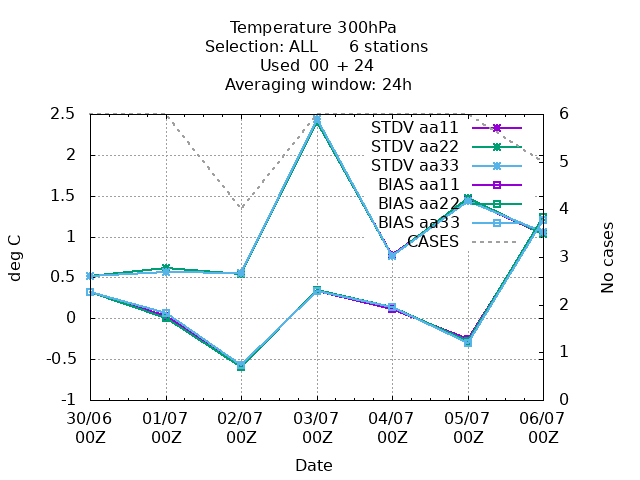 Temperature 300hPa
Selection: ALL 6 stations
Used 00 + 24
Averaging window: 24h
2.5
2
1.5
1
0.5
0
-0.5
-1
deg C
6
5
4
3
2
1
0
No cases
STDV aa11
STDV aa22
STDV aa33
BIAS aa11
BIAS aa22
BIAS aa33
CASES
30/06 01/07 02/07 03/07 04/07 05/07 06/07
00Z 00Z 00Z 00Z 00Z 00Z 00Z
Date